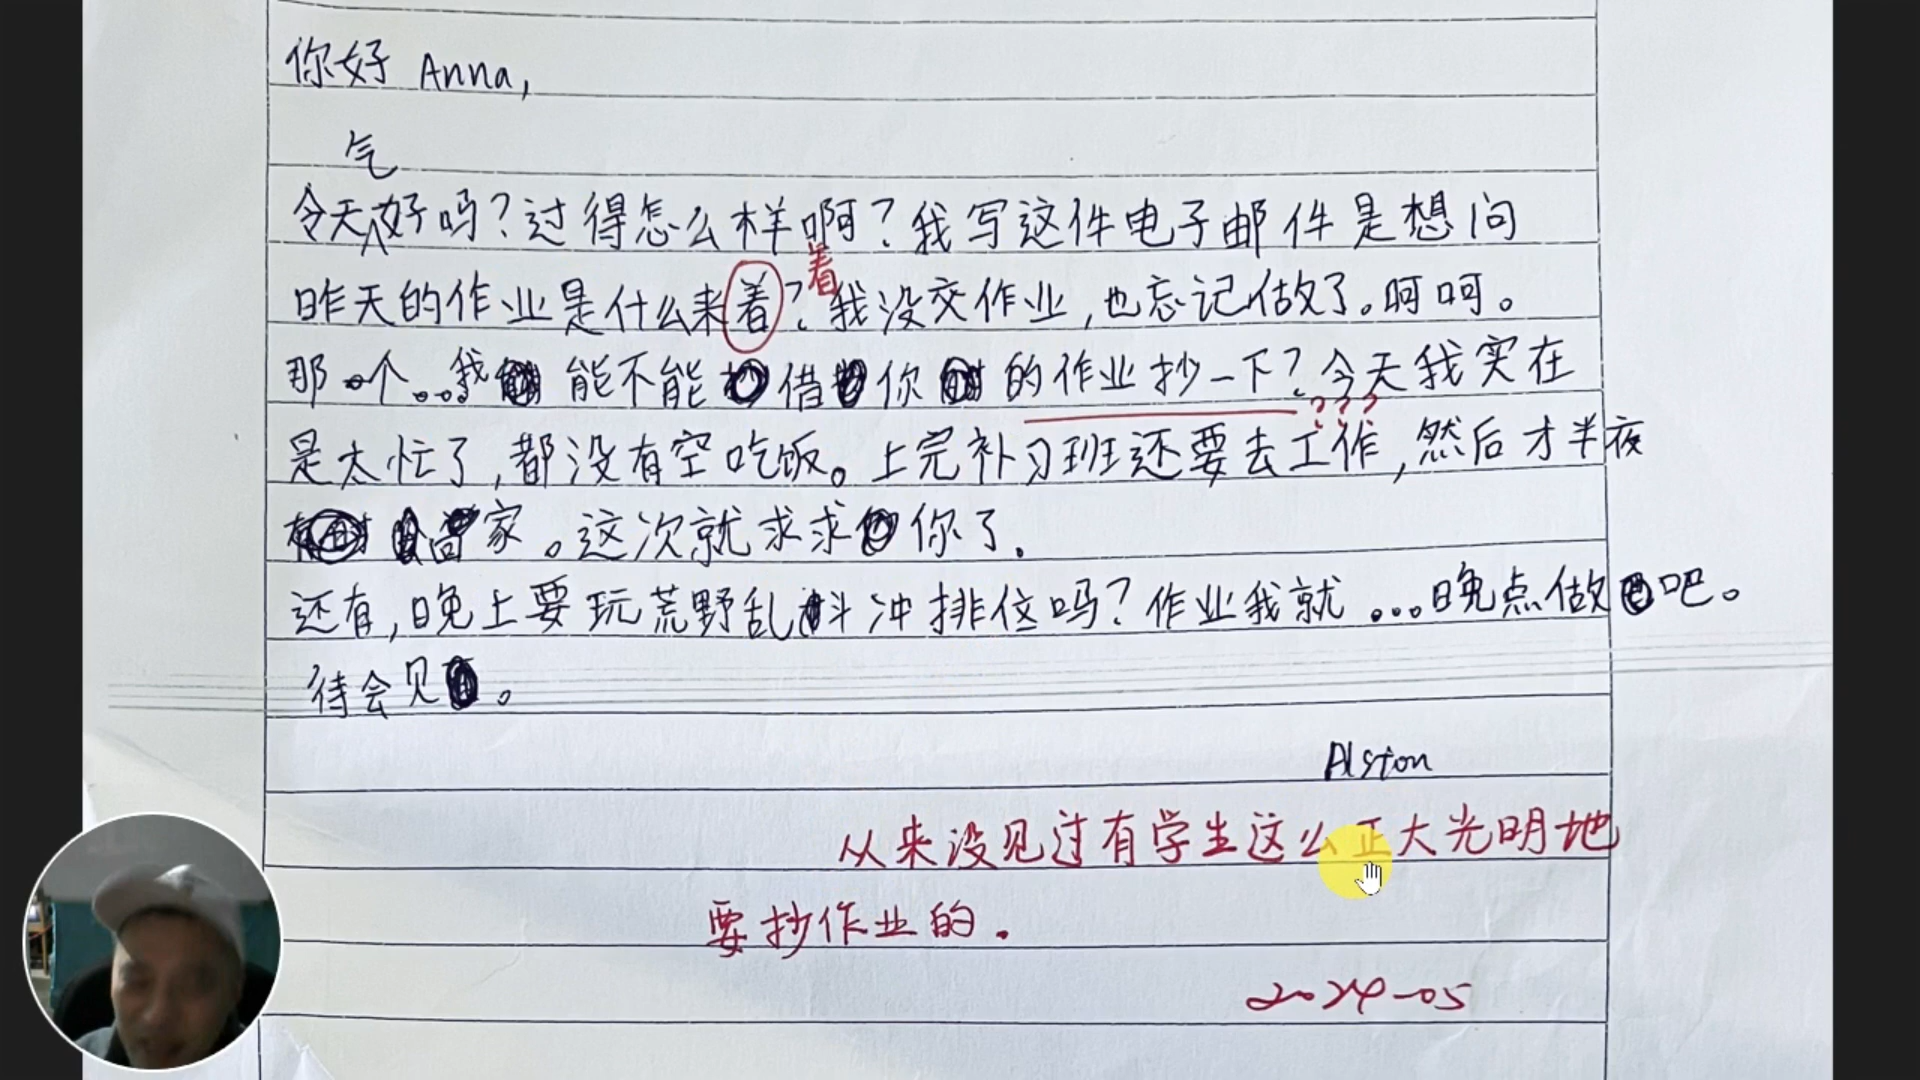 你好 Anna,
气
今天好吗?过得怎么样啊?我写这件电子邮件是想问
着
昨天的作业是什么来着?我没交作业,也忘记做了。呵呵。
那个...我能不能借你的作业抄一下?今天我实在
???
是太忙了,都没有空吃饭。上完补习班还要去工作,然后才半夜
家。这次就求求你了.
还有,晚上要玩荒野乱斗冲排位吗?作业我就...晚点做吧。
待会见。
Alston
从来没见过有学生这么正大光明地
要抄作业的.
2024-05